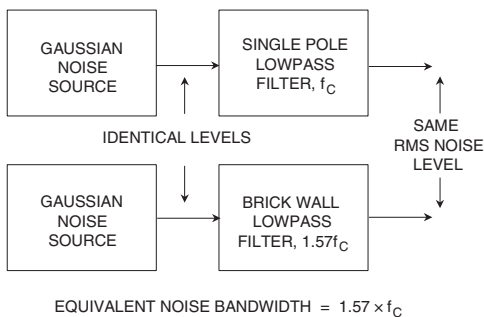 GAUSSIAN
NOISE
SOURCE
SINGLE POLE
LOWPASS
FILTER, fC
IDENTICAL LEVELS
SAME
RMS NOISE
LEVEL
GAUSSIAN
NOISE
SOURCE
BRICK WALL
LOWPASS
FILTER, 1.57fC
EQUIVALENT NOISE BANDWIDTH = 1.57 × fC